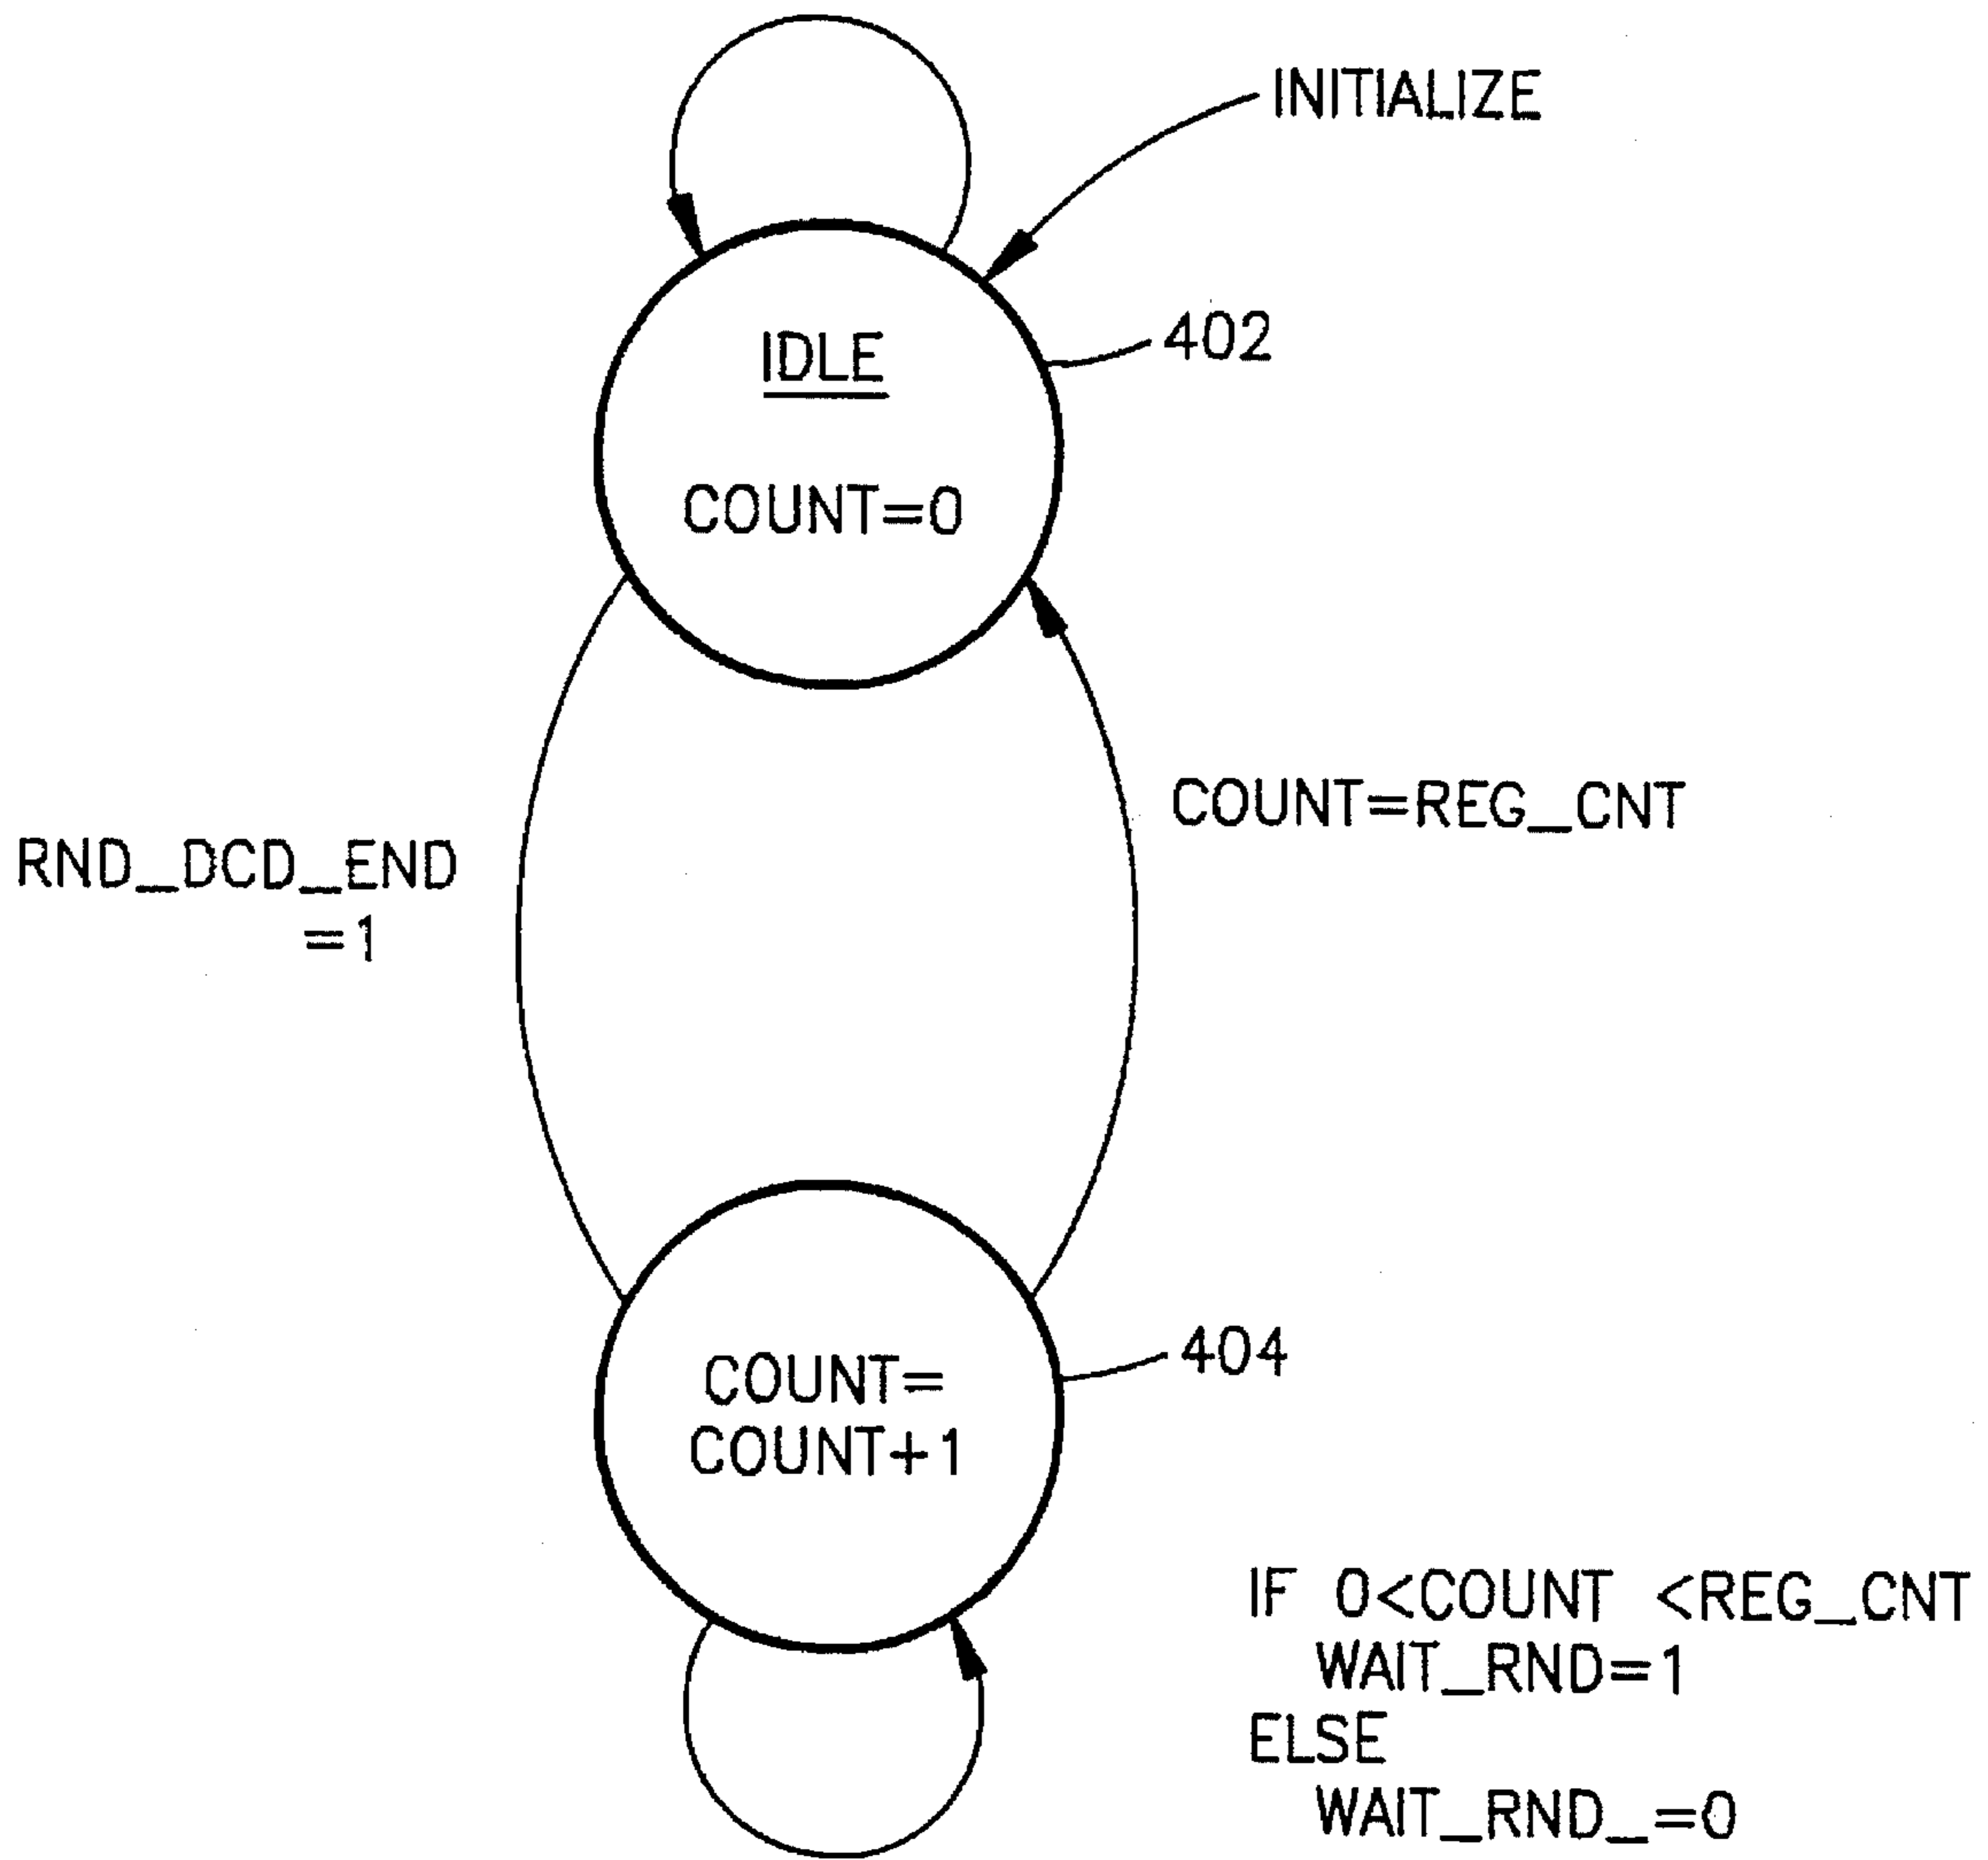 INITIALIZE
402
IDLE
COUNT=0
COUNT=REG_CNT
RND_DCD_END
=1
404
COUNT=
COUNT+1
IF 0<COUNT <REG_CNT
WAIT_RND=1
ELSE
WAIT_RND_=0